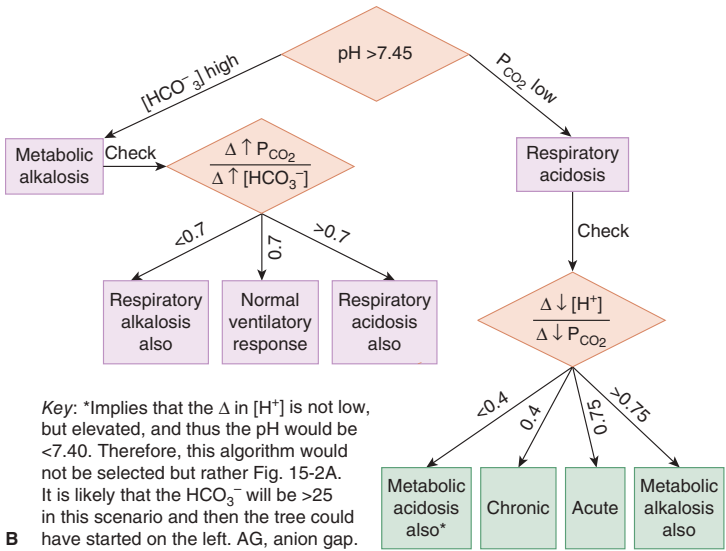 pH >7.45
[HCO⁻₃] high
P_CO₂ low
Metabolic
alkalosis
Check
Δ ↑ P_CO₂
Δ ↑ [HCO₃⁻]
Respiratory
acidosis
Check
<0.7
0.7
>0.7
Respiratory
alkalosis
also
Normal
ventilatory
response
Respiratory
acidosis
also
Δ ↓ [H⁺]
Δ ↓ P_CO₂
<0.4
0.4
0.75
>0.75
Metabolic
acidosis
also*
Chronic
Acute
Metabolic
alkalosis
also
Key: *Implies that the Δ in [H⁺] is not low,
but elevated, and thus the pH would be
<7.40. Therefore, this algorithm would
not be selected but rather Fig. 15-2A.
It is likely that the HCO₃⁻ will be >25
in this scenario and then the tree could
have started on the left. AG, anion gap.
B